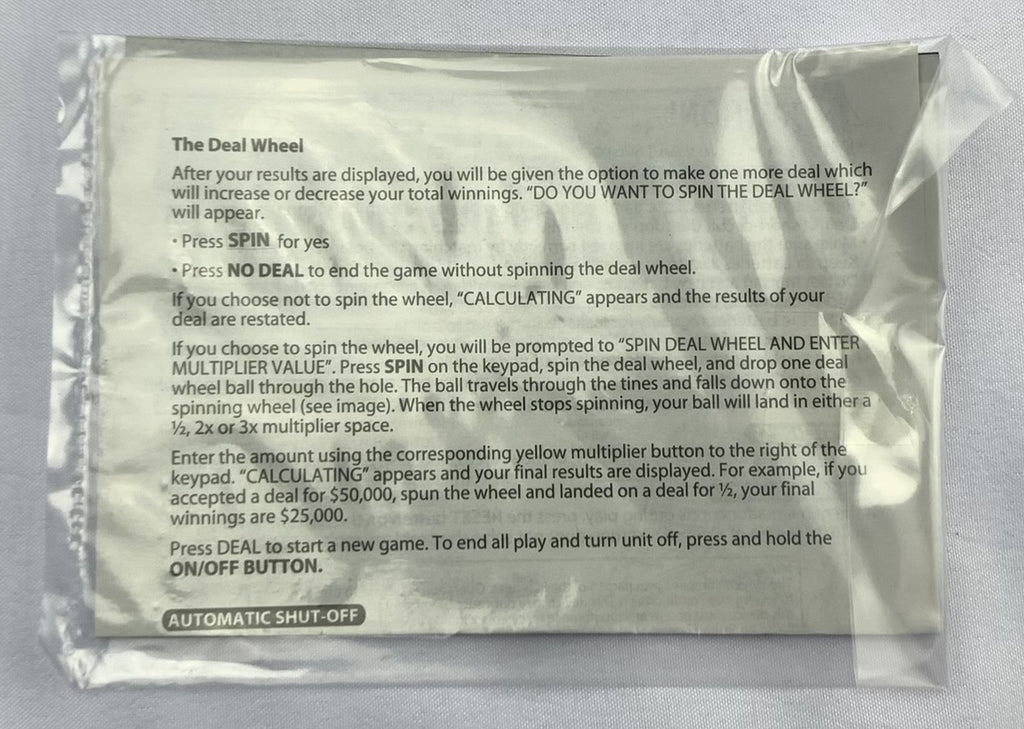 The Deal Wheel
After your results are displayed, you will be given the option to make one more deal which
will increase or decrease your total winnings. “DO YOU WANT TO SPIN THE DEAL WHEEL?”
will appear.
• Press SPIN for yes
• Press NO DEAL to end the game without spinning the deal wheel.
If you choose not to spin the wheel, “CALCULATING” appears and the results of your
deal are restated.
If you choose to spin the wheel, you will be prompted to “SPIN DEAL WHEEL AND ENTER
MULTIPLIER VALUE”. Press SPIN on the keypad, spin the deal wheel, and drop one deal
wheel ball through the hole. The ball travels through the tines and falls down onto the
spinning wheel (see image). When the wheel stops spinning, your ball will land in either a
½, 2x or 3x multiplier space.
Enter the amount using the corresponding yellow multiplier button to the right of the
keypad. “CALCULATING” appears and your final results are displayed. For example, if you
accepted a deal for $50,000, spun the wheel and landed on a deal for ½, your final
winnings are $25,000.
Press DEAL to start a new game. To end all play and turn unit off, press and hold the
ON/OFF BUTTON.
AUTOMATIC SHUT-OFF